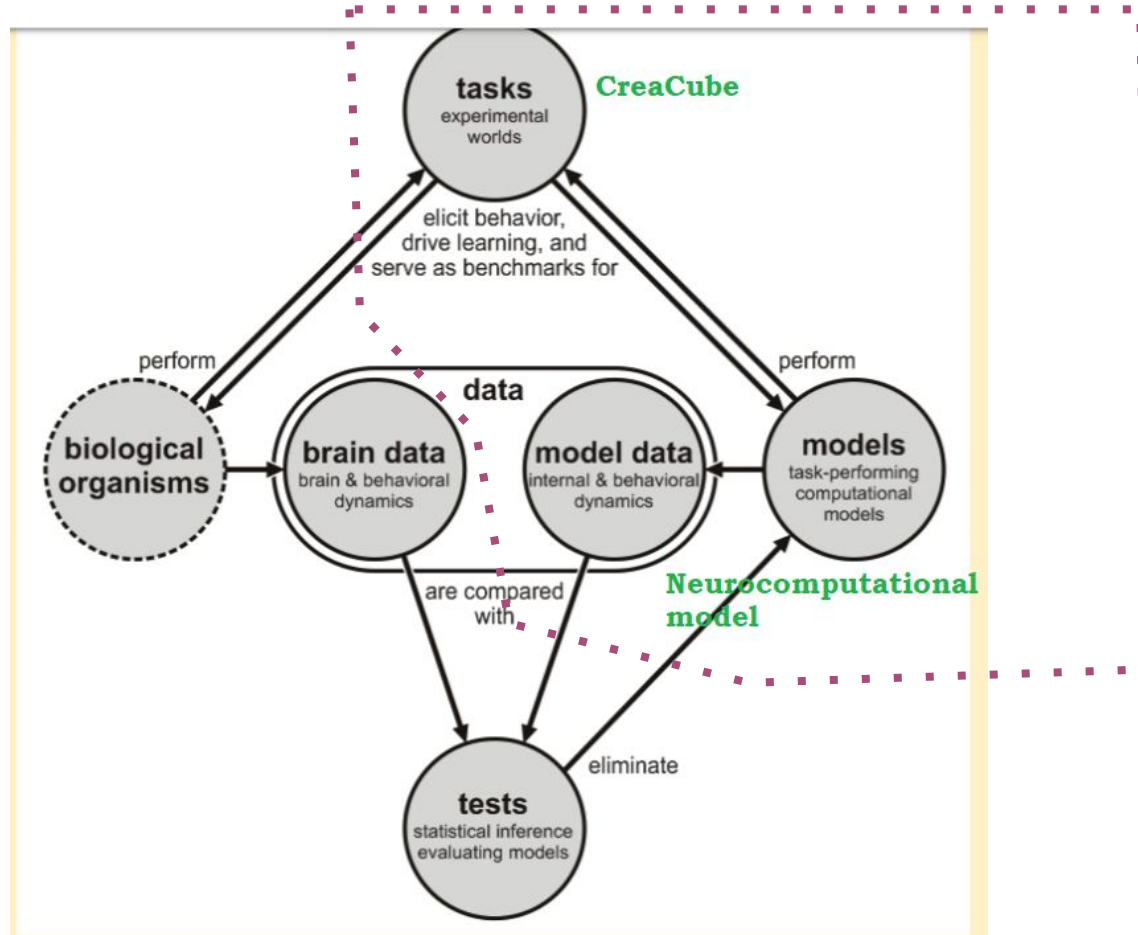 tasks
experimental
worlds
CreaCube
elicit behavior,
drive learning, and
serve as benchmarks for
perform
perform
data
biological
organisms
brain data
brain & behavioral
dynamics
model data
internal & behavioral
dynamics
models
task-performing
computational
models
are compared
with
Neurocomputational
model
eliminate
tests
statistical inference
evaluating models